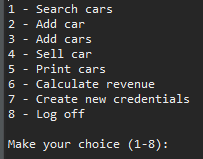 1 - Search cars
2 - Add car
3 - Add cars
4 - Sell car
5 - Print cars
6 - Calculate revenue
7 - Create new credentials
8 - Log off
Make your choice (1-8):